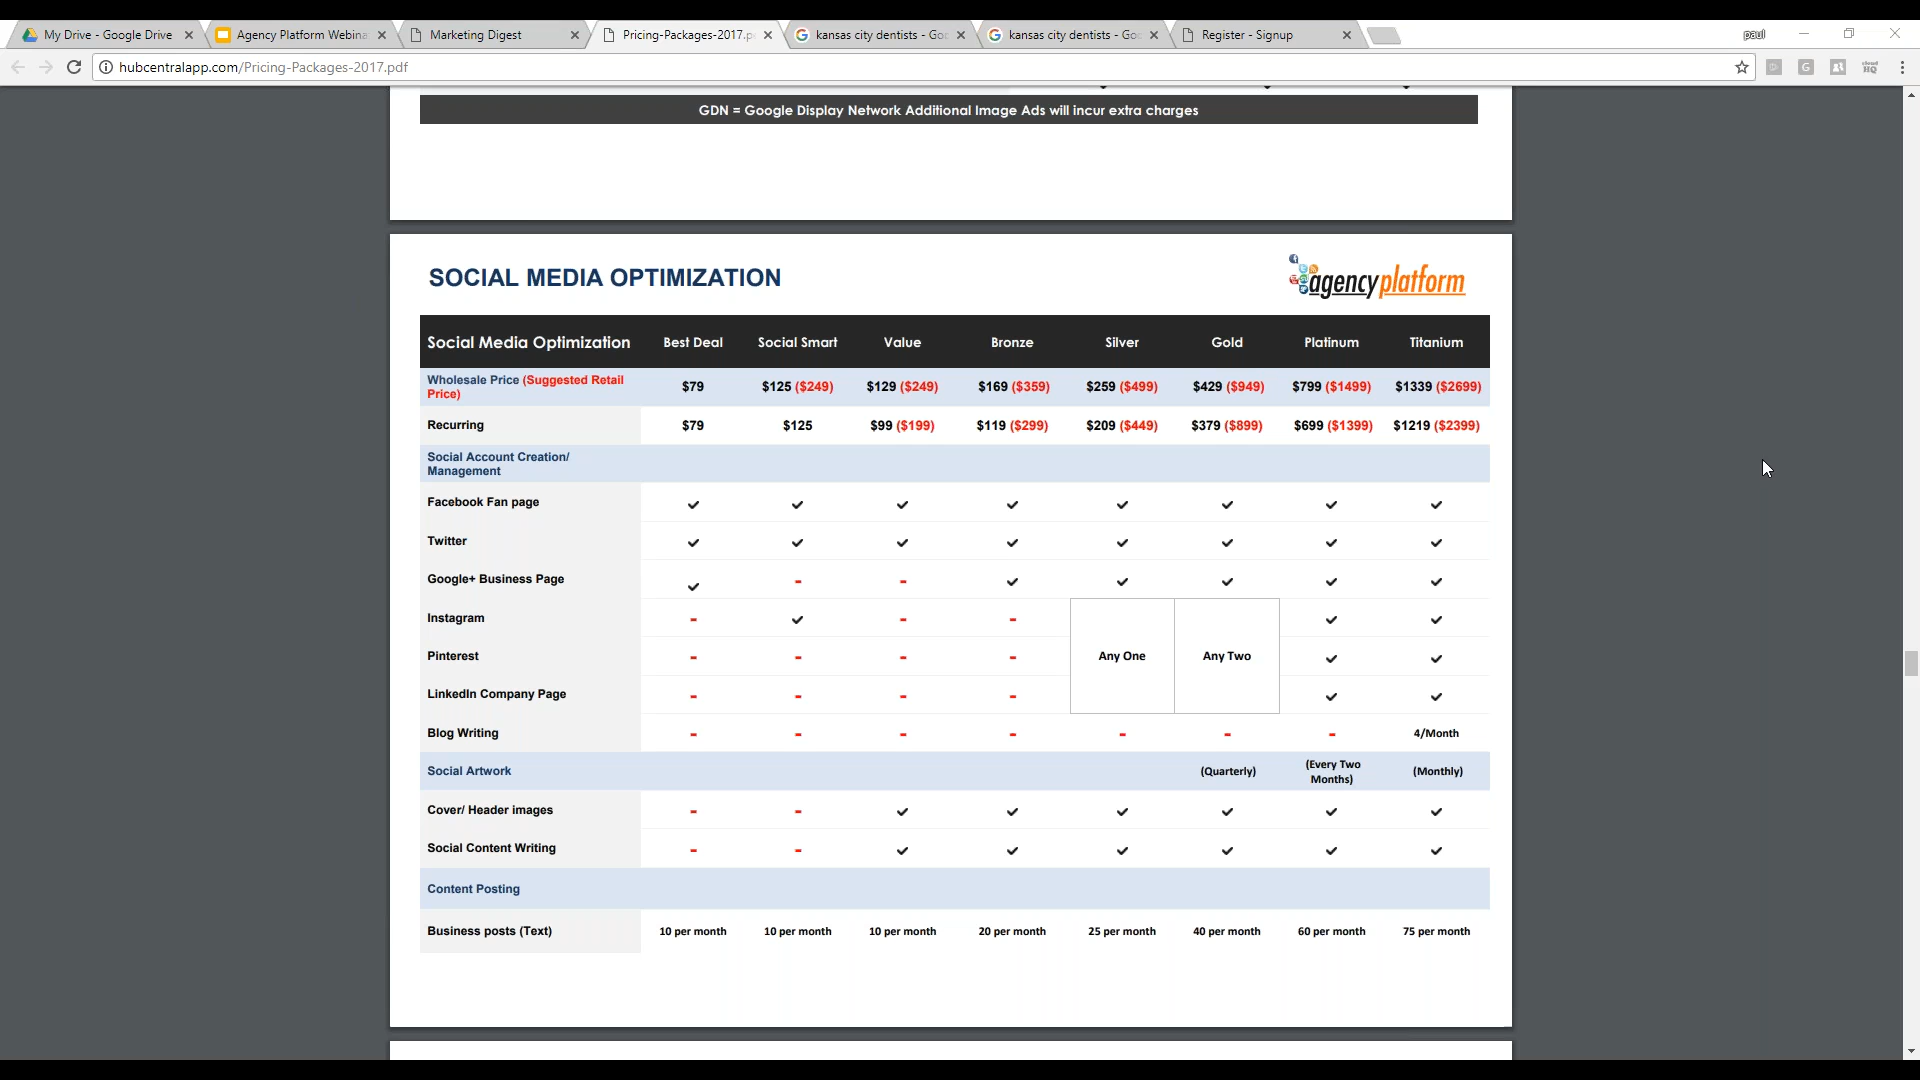 My Drive - Google Drive
Agency Platform Webina
Marketing Digest
Pricing-Packages-2017.p
kansas city dentists - Goo
kansas city dentists - Goo
Register - Signup
paul
hubcentralapp.com/Pricing-Packages-2017.pdf
GDN = Google Display Network Additional Image Ads will incur extra charges
SOCIAL MEDIA OPTIMIZATION
agencyplatform
Social Media Optimization Best Deal Social Smart Value Bronze Silver Gold Platinum Titanium
Wholesale Price (Suggested Retail Price) $79 $125 ($249) $129 ($249) $169 ($359) $259 ($499) $429 ($949) $799 ($1499) $1339 ($2699)
Recurring $79 $125 $99 ($199) $119 ($299) $209 ($449) $379 ($899) $699 ($1399) $1219 ($2399)
Social Account Creation/
Management
Facebook Fan page ✓ ✓ ✓ ✓ ✓ ✓ ✓ ✓
Twitter ✓ ✓ ✓ ✓ ✓ ✓ ✓ ✓
Google+ Business Page ✓ - - ✓ ✓ ✓ ✓ ✓
Instagram - ✓ - - ✓ ✓
Pinterest - - - - Any One Any Two ✓ ✓
LinkedIn Company Page - - - - ✓ ✓
Blog Writing - - - - - - - 4/Month
Social Artwork (Quarterly) (Every Two Months) (Monthly)
Cover/ Header images - - ✓ ✓ ✓ ✓ ✓ ✓
Social Content Writing - - ✓ ✓ ✓ ✓ ✓ ✓
Content Posting
Business posts (Text) 10 per month 10 per month 10 per month 20 per month 25 per month 40 per month 60 per month 75 per month